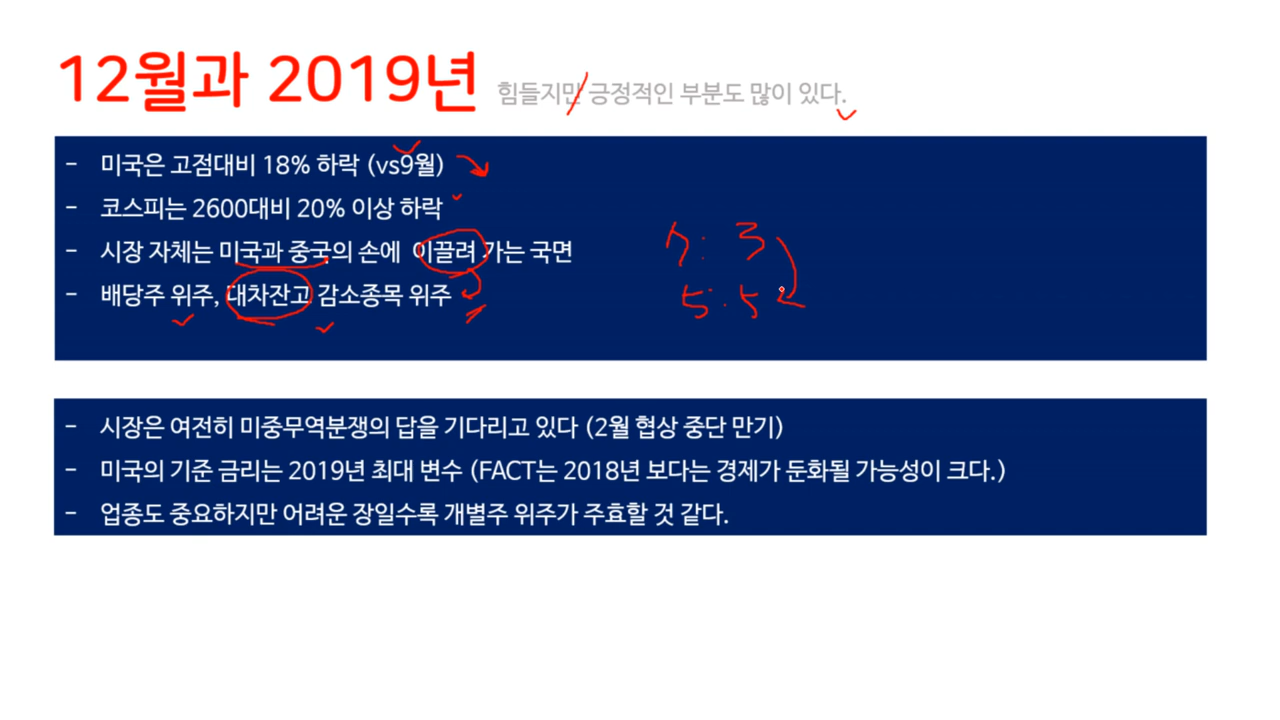 12월과 2019년 힘들지만 긍정적인 부분도 많이 있다.
- 미국은 고점대비 18% 하락 (vs9월)
- 코스피는 2600대비 20% 이상 하락
- 시장 자체는 미국과 중국의 손에 이끌려 가는 국면
- 배당주 위주, 대차잔고 감소종목 위주
7: 3
5:5
- 시장은 여전히 미중무역분쟁의 답을 기다리고 있다 (2월 협상 중단 만기)
- 미국의 기준 금리는 2019년 최대 변수 (FACT는 2018년 보다는 경제가 둔화될 가능성이 크다.)
- 업종도 중요하지만 어려운 장일수록 개별주 위주가 주효할 것 같다.